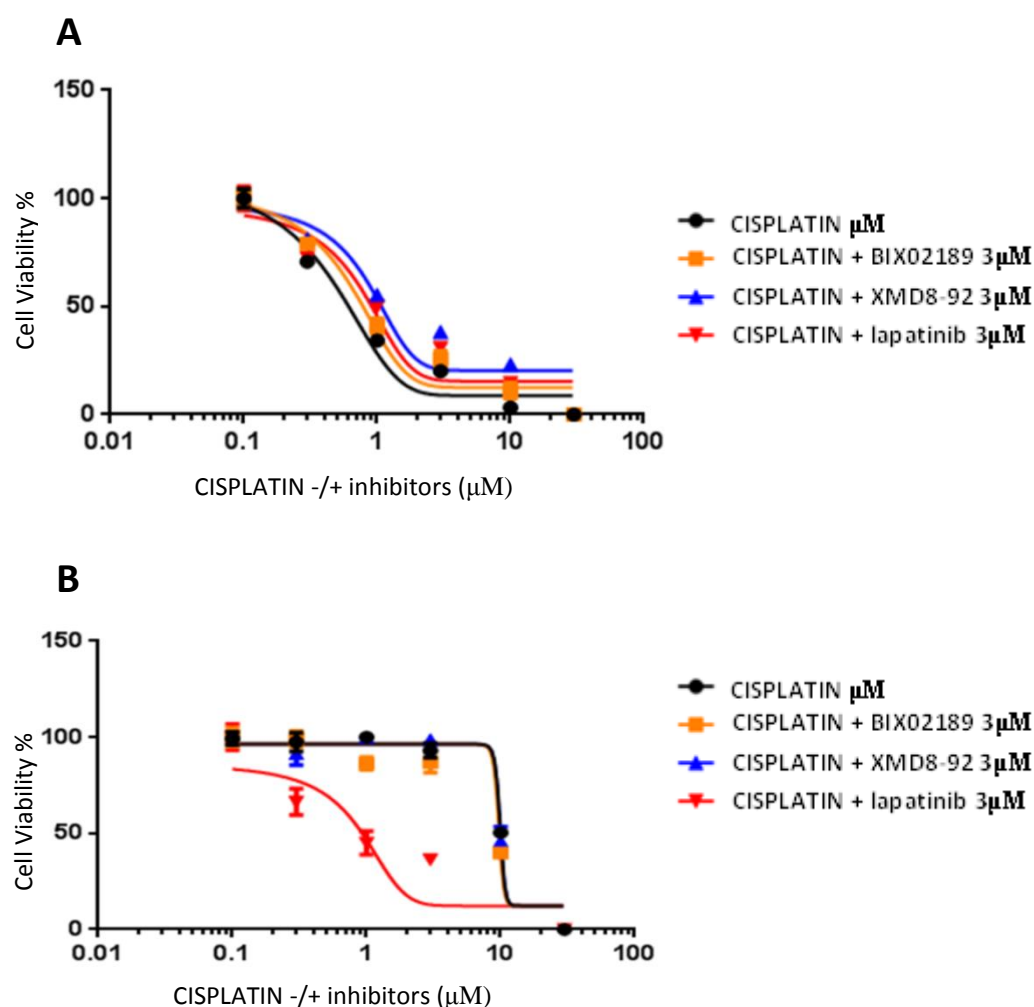 A
150
100
50
0
0.01 0.1 1 10 100
Cell Viability %
CISPLATIN -/+ inhibitors (μM)
CISPLATIN μM
CISPLATIN + BIX02189 3μM
CISPLATIN + XMD8-92 3μM
CISPLATIN + lapatinib 3μM
B
150
100
50
0
0.01 0.1 1 10 100
Cell Viability %
CISPLATIN -/+ inhibitors (μM)
CISPLATIN μM
CISPLATIN + BIX02189 3μM
CISPLATIN + XMD8-92 3μM
CISPLATIN + lapatinib 3μM